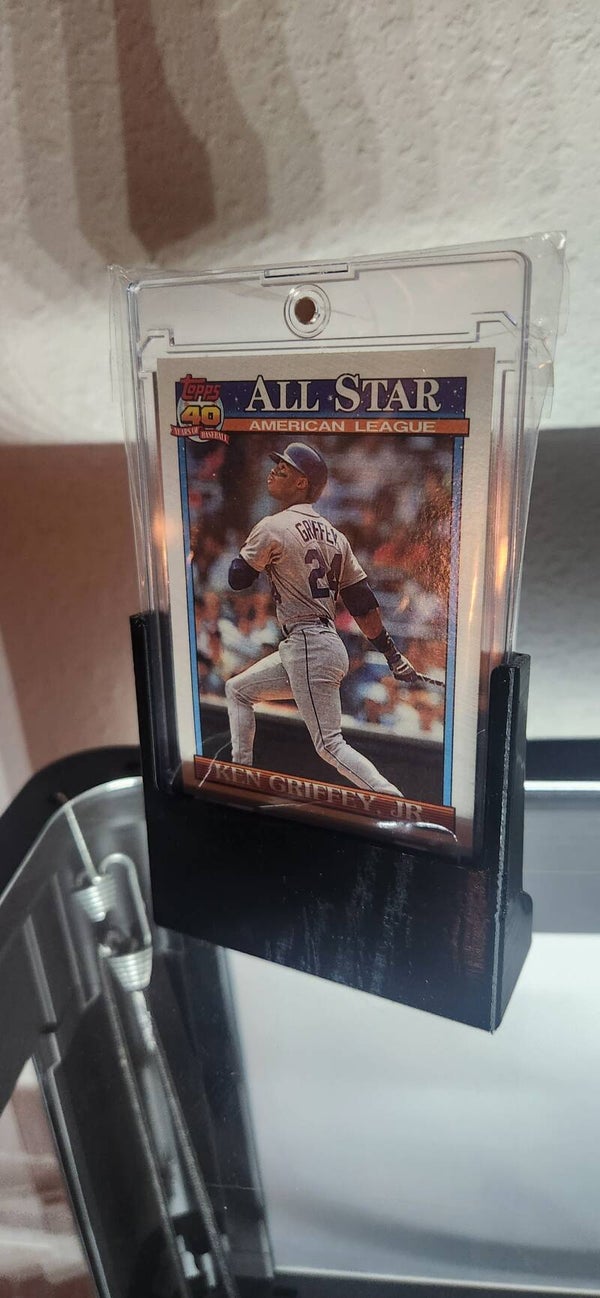 Topps
40
YEARS OF BASEBALL
ALL STAR
AMERICAN LEAGUE
GRIFFEY
24
KEN GRIFFEY, JR